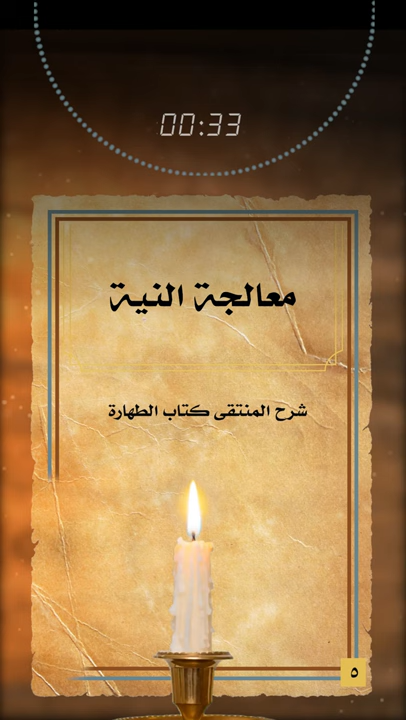 00:33
معالجة النية
شرح المنتقى كتاب الطهارة
٥